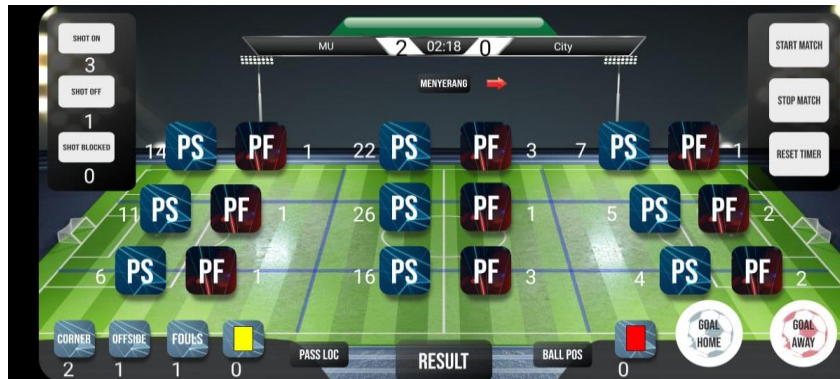 SHOT ON
3
SHOT OFF
1
SHOT BLOCKED
0
MU 2 02:18 0 City
MENYERANG
START MATCH
STOP MATCH
RESET TIMER
14 PS PF 1 22 PS PF 3 7 PS PF 1
11 PS PF 1 26 PS PF 1 5 PS PF 2
6 PS PF 1 16 PS PF 3 4 PS PF 2
CORNER
2
OFFSIDE
1
FOULS
1
0
PASS LOC
RESULT
BALL POS
0
GOAL
HOME
GOAL
AWAY